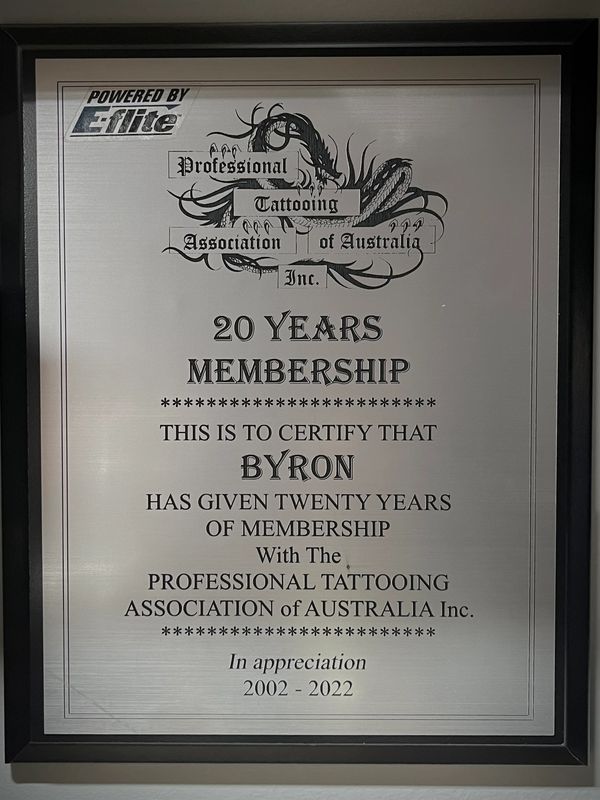 POWERED BY
E-flite
Professional
Tattooing
Association of Australia
Inc.
20 YEARS
MEMBERSHIP
************************
THIS IS TO CERTIFY THAT
BYRON
HAS GIVEN TWENTY YEARS
OF MEMBERSHIP
With The
PROFESSIONAL TATTOOING
ASSOCIATION of AUSTRALIA Inc.
************************
In appreciation
2002 - 2022